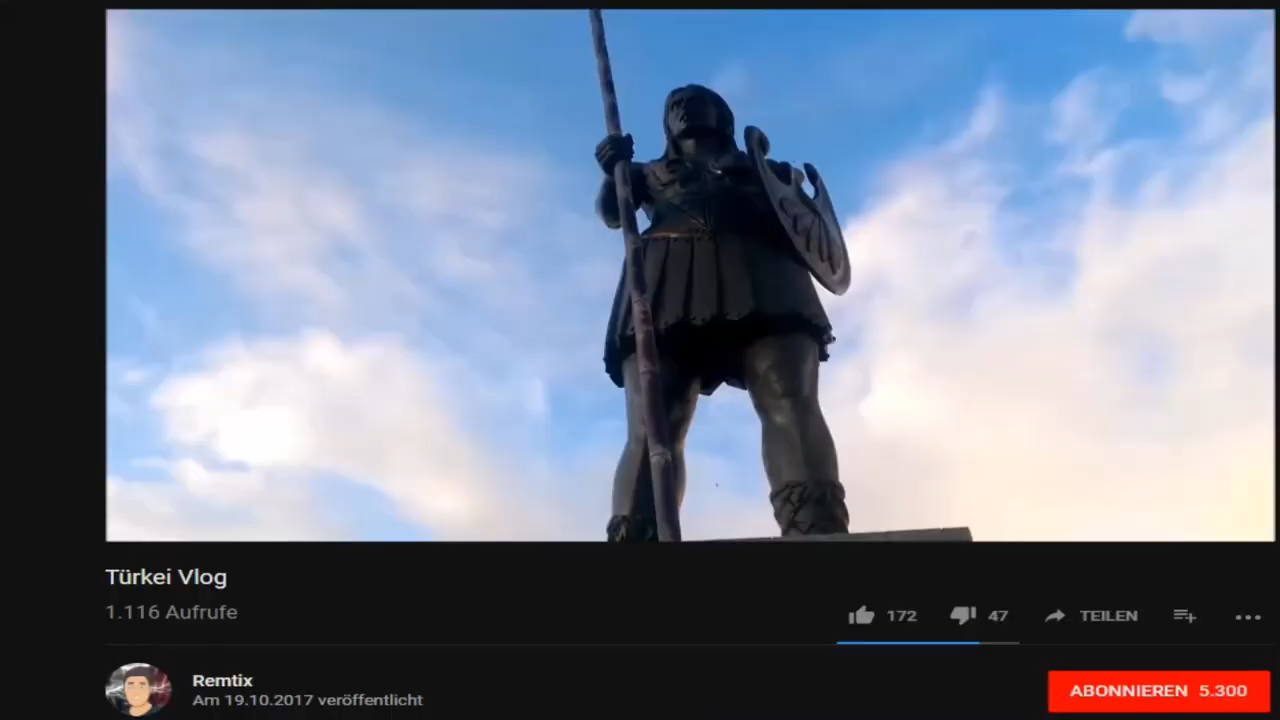 Türkei Vlog
1.116 Aufrufe
172 47 TEILEN
Remtix
Am 19.10.2017 veröffentlicht
ABONNIEREN 5.300